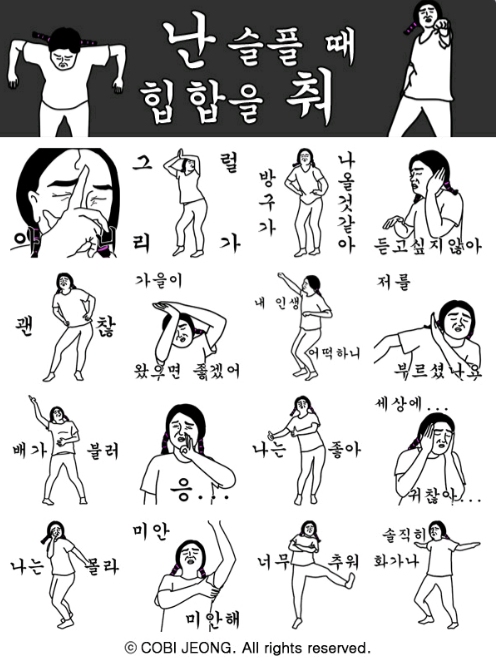 난 슬플 때
힙합을 춰
아니
그럴
리가
방구가
나올것같아
듣고싶지않아
괜찮
가을이
왔으면 좋겠어
내 인생
어떡하니
저를
부르셨나요
배가 불러
응...
나는 좋아
세상에...
귀찮아...
나는 몰라
미안
미안해
너무 추워
솔직히
화가나
© COBI JEONG. All rights reserved.